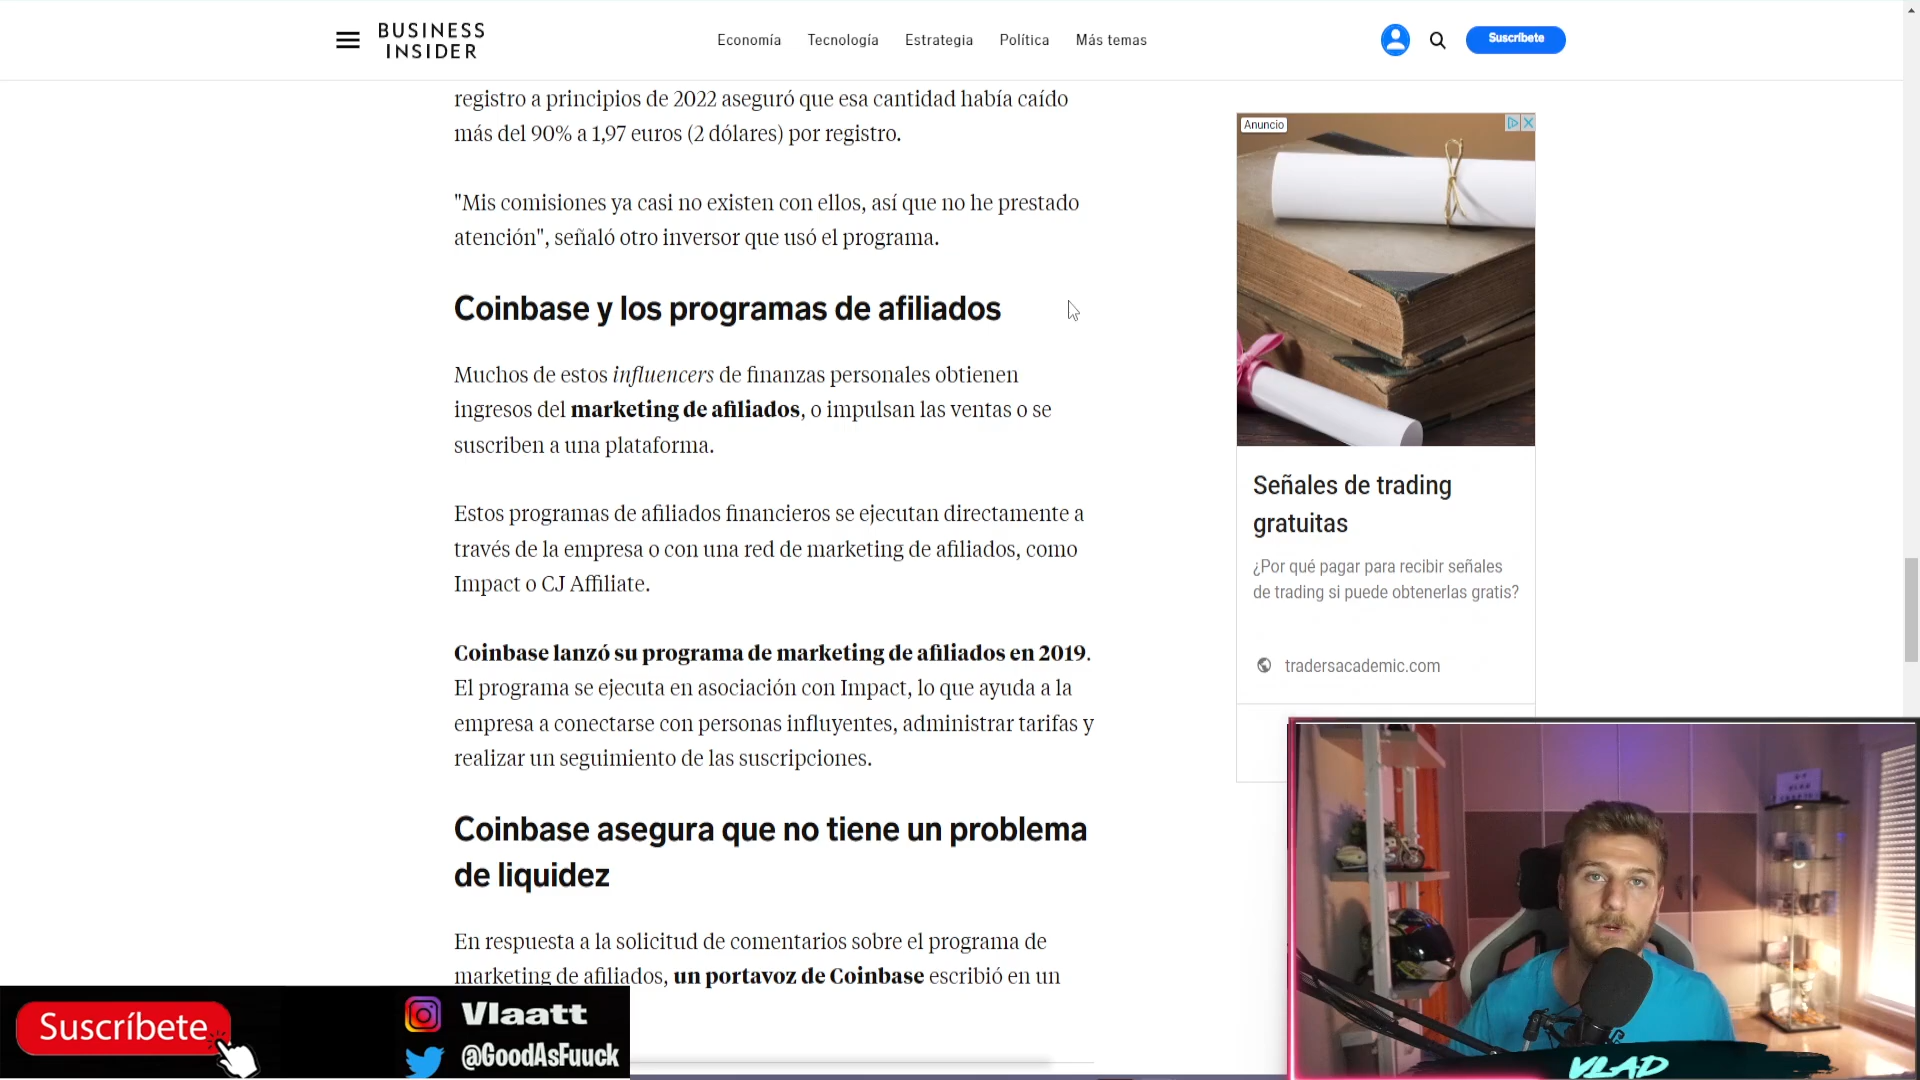 BUSINESS
INSIDER
Economía
Tecnología
Estrategia
Política
Más temas
Suscríbete
registro a principios de 2022 aseguró que esa cantidad había caído
más del 90% a 1,97 euros (2 dólares) por registro.
"Mis comisiones ya casi no existen con ellos, así que no he prestado
atención", señaló otro inversor que usó el programa.
Coinbase y los programas de afiliados
Muchos de estos influencers de finanzas personales obtienen
ingresos del marketing de afiliados, o impulsan las ventas o se
suscriben a una plataforma.
Estos programas de afiliados financieros se ejecutan directamente a
través de la empresa o con una red de marketing de afiliados, como
Impact o CJ Affiliate.
Coinbase lanzó su programa de marketing de afiliados en 2019.
El programa se ejecuta en asociación con Impact, lo que ayuda a la
empresa a conectarse con personas influyentes, administrar tarifas y
realizar un seguimiento de las suscripciones.
Coinbase asegura que no tiene un problema
de liquidez
En respuesta a la solicitud de comentarios sobre el programa de
marketing de afiliados, un portavoz de Coinbase escribió en un
Anuncio
Señales de trading
gratuitas
¿Por qué pagar para recibir señales
de trading si puede obtenerlas gratis?
tradersacademic.com
Suscríbete
Vlaatt
@GoodAsFuuck
VLAD